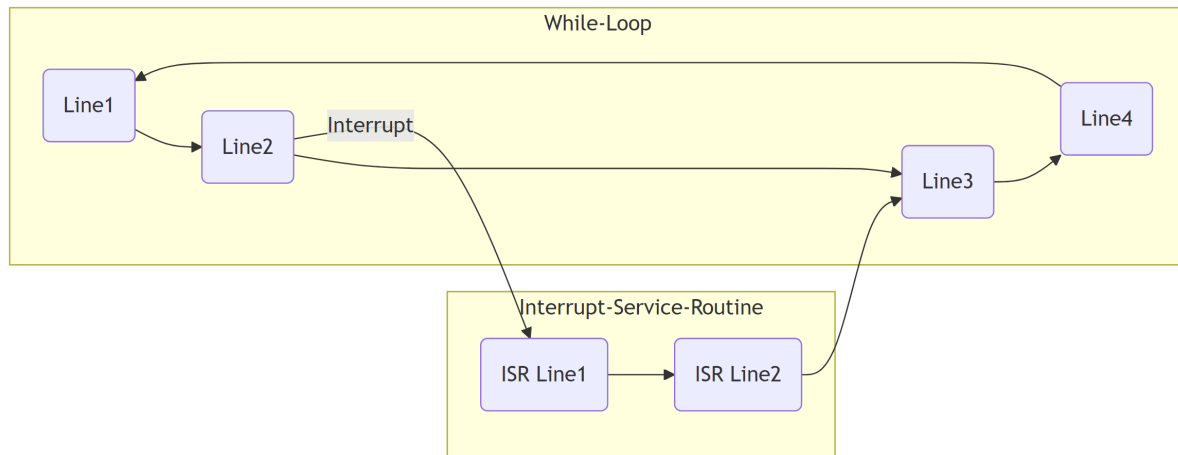 While-Loop
Line1
Line2
Interrupt
Line3
Line4
Interrupt-Service-Routine
ISR Line1
ISR Line2